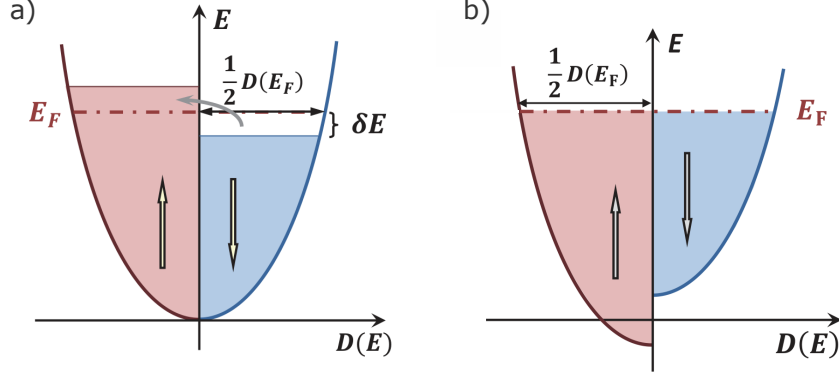 a)
E
1/2 D(E_F)
E_F
} δE
D(E)
b)
E
1/2 D(E_F)
E_F
D(E)